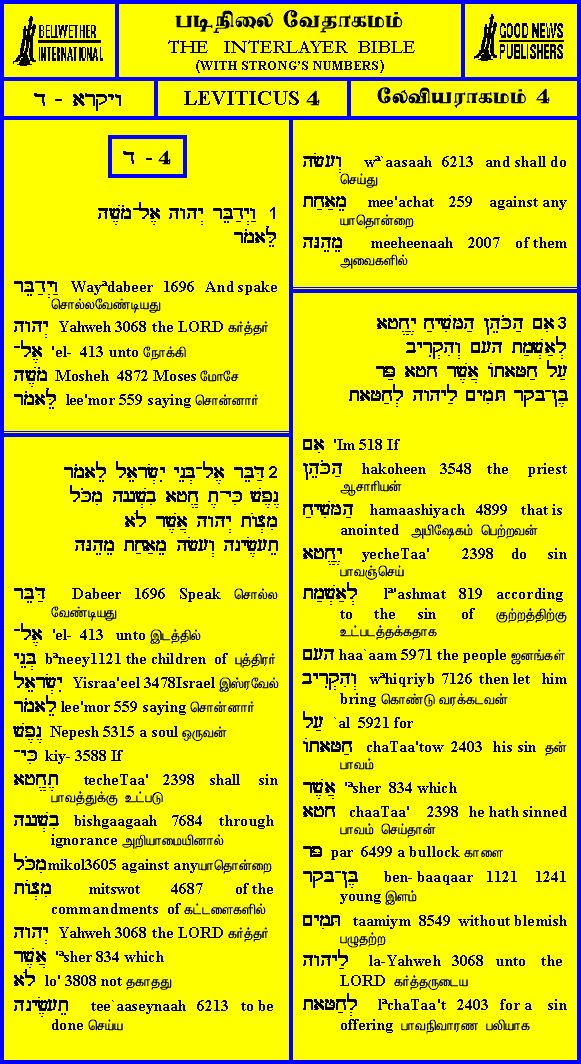 BELLWETHER
INTERNATIONAL
படிநிலை வேதாகமம்
THE INTERLAYER BIBLE
(WITH STRONG'S NUMBERS)
GOOD NEWS
PUBLISHERS
ויקרא - ד
LEVITICUS 4
லேவியராகமம் 4
ד - 4
1 וַיְדַבֵּר יְהוה אֶל־מֹשֶׁה
לֵּאמֹר
וַיְדַבֵּר Wayᵃdabeer 1696 And spake
சொல்லவேண்டியது
יְהוה Yahweh 3068 the LORD கர்த்தர்
אֶל־ 'el- 413 unto நோக்கி
מֹשֶׁה Mosheh 4872 Moses மோசே
לֵּאמֹר lee'mor 559 saying சொன்னார்
2 דַּבֵּר אֶל־בְּנֵי יִשְׂרָאֵל לֵאמֹר
נֶפֶשׁ כִּי־תֶ חֱטָא בִשְׁגָגָה מִכֹּל
מִצְוֹת יְהוה אֲשֶׁר לֹא
תֵעָשֶׂינָה וְעָשָׂה מֵאַחַת מֵהֵנָּה
דַּבֵּר Dabeer 1696 Speak சொல்ல
வேண்டியது
אֶל־ 'el- 413 unto இடத்தில்
בְּנֵי bᵃneey1121 the children of புத்திரர்
יִשְׂרָאֵל Yisraa'eel 3478Israel இஸ்ரவேல்
לֵאמֹר lee'mor 559 saying சொன்னார்
נֶפֶשׁ Nepesh 5315 a soul ஒருவன்
כִּי־ kiy- 3588 If
תֶחֱטָא techeTaa' 2398 shall sin
பாவத்துக்கு உட்படு
בִשְׁגָגָה bishgaagaah 7684 through
ignorance அறியாமையினால்
מִכֹּל mikol3605 against anyயாதொன்றை
מִצְוֹת mitswot 4687 of the
commandments of கட்டளைகளில்
יְהוה Yahweh 3068 the LORD கர்த்தர்
אֲשֶׁר 'ᵃsher 834 which
לֹא lo' 3808 not தகாதது
תֵעָשֶׂינָה tee`aaseynaah 6213 to be
done செய்ய
וְעָשָׂה wᵃ`aasaah 6213 and shall do
செய்து
מֵאַחַת mee'achat 259 against any
யாதொன்றை
מֵהֵנָּה meeheenaah 2007 of them
அவைகளில்
3 אִם הַכֹּהֵן הַמָּשִׁיחַ יֶחֱטָא
לְאַשְׁמַת הָעָם וְהִקְרִיב
עַל חַטָּאתוֹ אֲשֶׁר חָטָא פַּר
בֶּן־בָּקָר תָּמִים לַיהוה לְחַטָּאת
אִם 'Im 518 If
הַכֹּהֵן hakoheen 3548 the priest
ஆசாரியன்
הַמָּשִׁיחַ hamaashiyach 4899 that is
anointed அபிஷேகம் பெற்றவன்
יֶחֱטָא yecheTaa' 2398 do sin
பாவஞ்செய்
לְאַשְׁמַת lᵃ'ashmat 819 according
to the sin of குற்றத்திற்கு
உட்படத்தக்கதாக
הָעָם haa`aam 5971 the people ஜனங்கள்
וְהִקְרִיב wᵃhiqriyb 7126 then let him
bring கொண்டு வரக்கடவன்
עַל `al 5921 for
חַטָּאתוֹ chaTaa'tow 2403 his sin தன்
பாவம்
אֲשֶׁר 'ᵃsher 834 which
חָטָא chaaTaa' 2398 he hath sinned
பாவம் செய்தான்
פַּר par 6499 a bullock காளை
בֶּן־בָּקָר ben- baaqaar 1121 1241
young இளம்
תָּמִים taamiym 8549 without blemish
பழுதற்ற
לַיהוה la-Yahweh 3068 unto the
LORD கர்த்தருடைய
לְחַטָּאת lᵃchaTaa't 2403 for a sin
offering பாவநிவாரண பலியாக